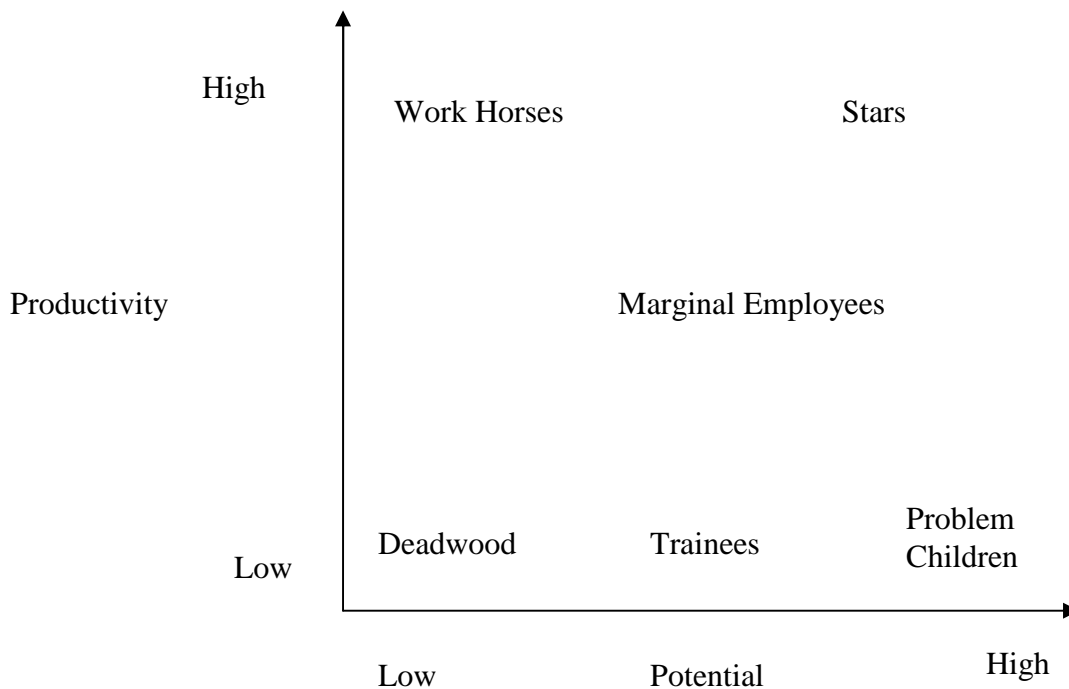 High
Work Horses
Stars
Productivity
Marginal Employees
Deadwood
Trainees
Problem
Children
Low
Low
Potential
High